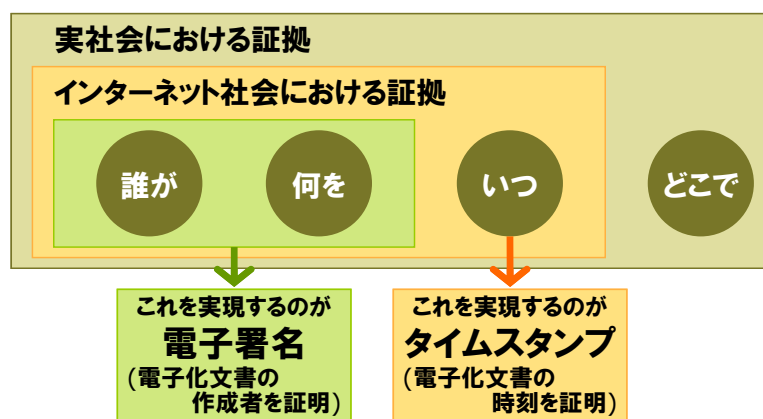 実社会における証拠
インターネット社会における証拠
誰が
何を
いつ
どこで
これを実現するのが
電子署名
(電子化文書の
作成者を証明)
これを実現するのが
タイムスタンプ
(電子化文書の
時刻を証明)